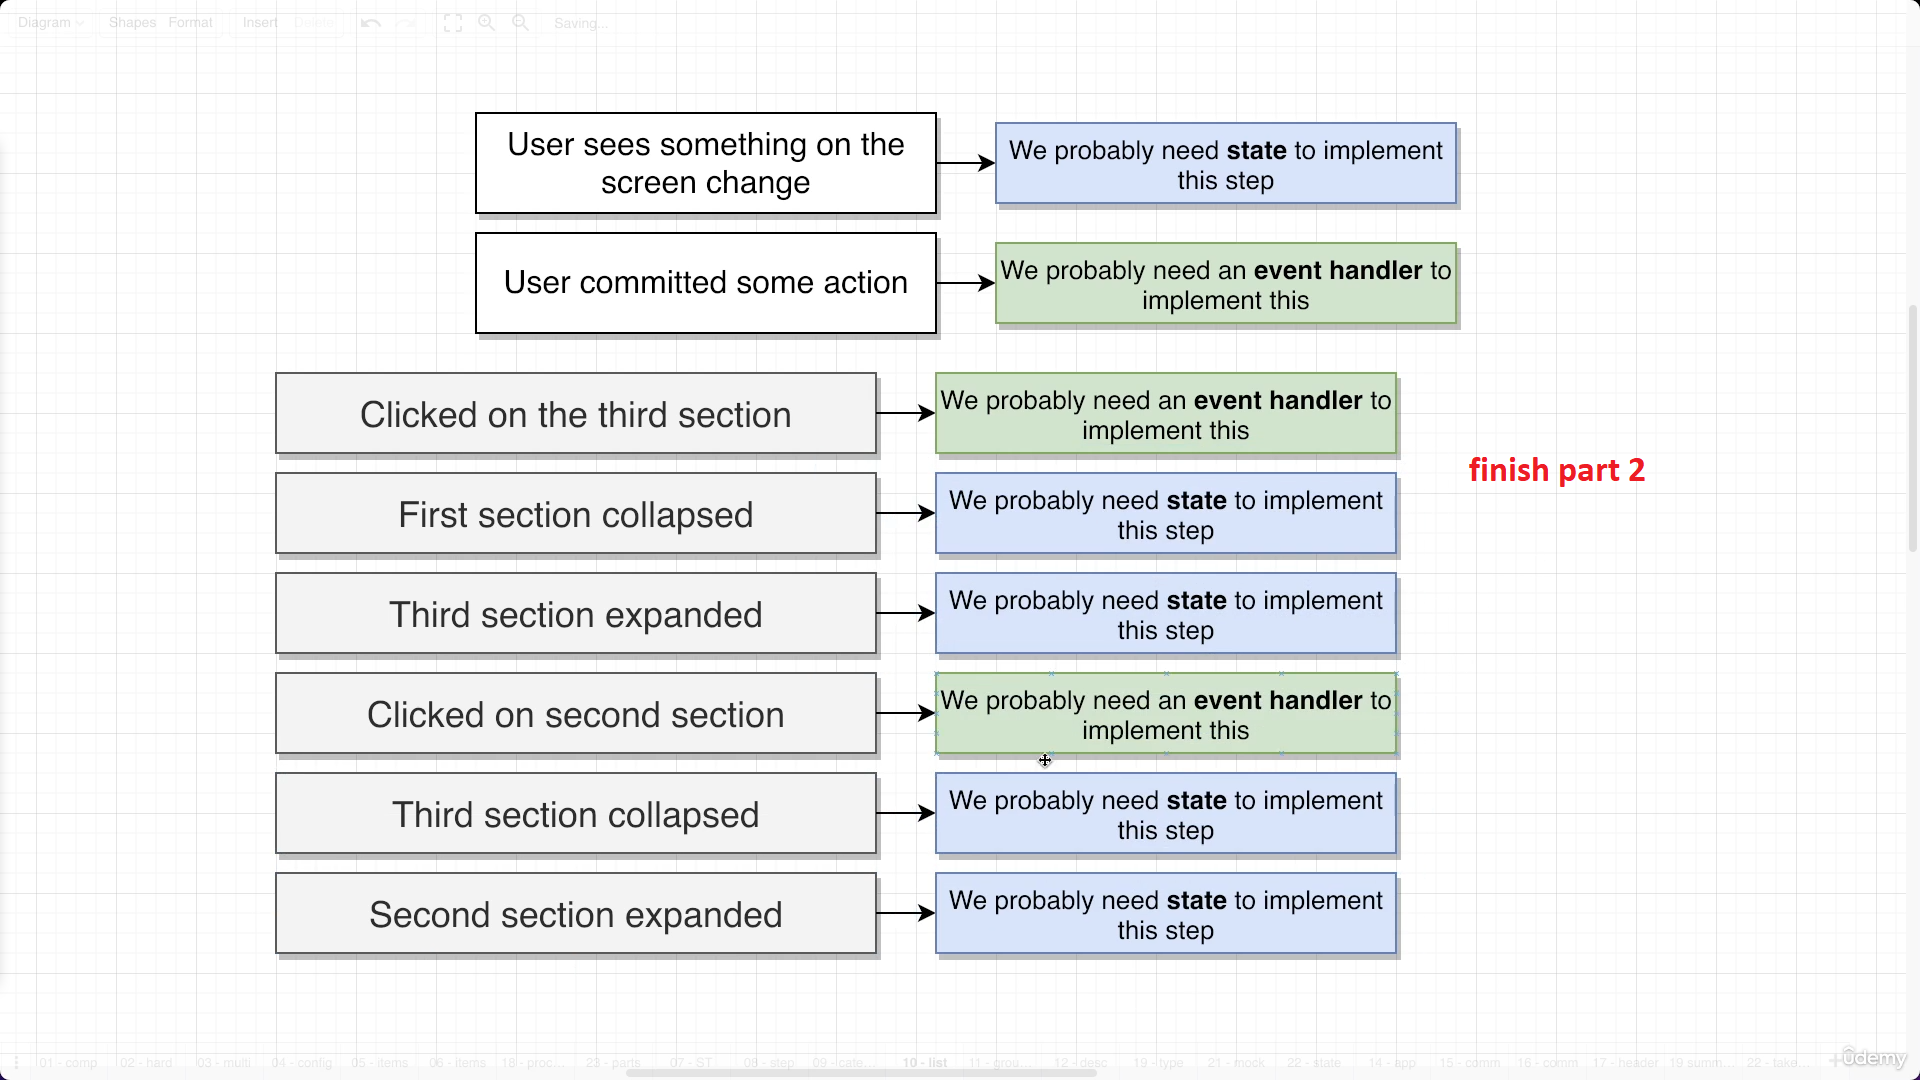 Diagram Shapes Format Insert Delete Saving...
User sees something on the
screen change
We probably need state to implement
this step
User committed some action
We probably need an event handler to
implement this
Clicked on the third section
We probably need an event handler to
implement this
First section collapsed
We probably need state to implement
this step
finish part 2
Third section expanded
We probably need state to implement
this step
Clicked on second section
We probably need an event handler to
implement this
Third section collapsed
We probably need state to implement
this step
Second section expanded
We probably need state to implement
this step
01 - comp 02 - hard 03 - multi 04 - config 05 - items 06 - items 18 - proc... 23 - parts 07 - ST 08 - step 09 - cate... 10 - list 11 - grou... 12 - desc 19 - type 21 - mock 22 - state 14 - app 15 - comm 16 - comm 17 - header 19 summ... 22 - take...
ûdemy